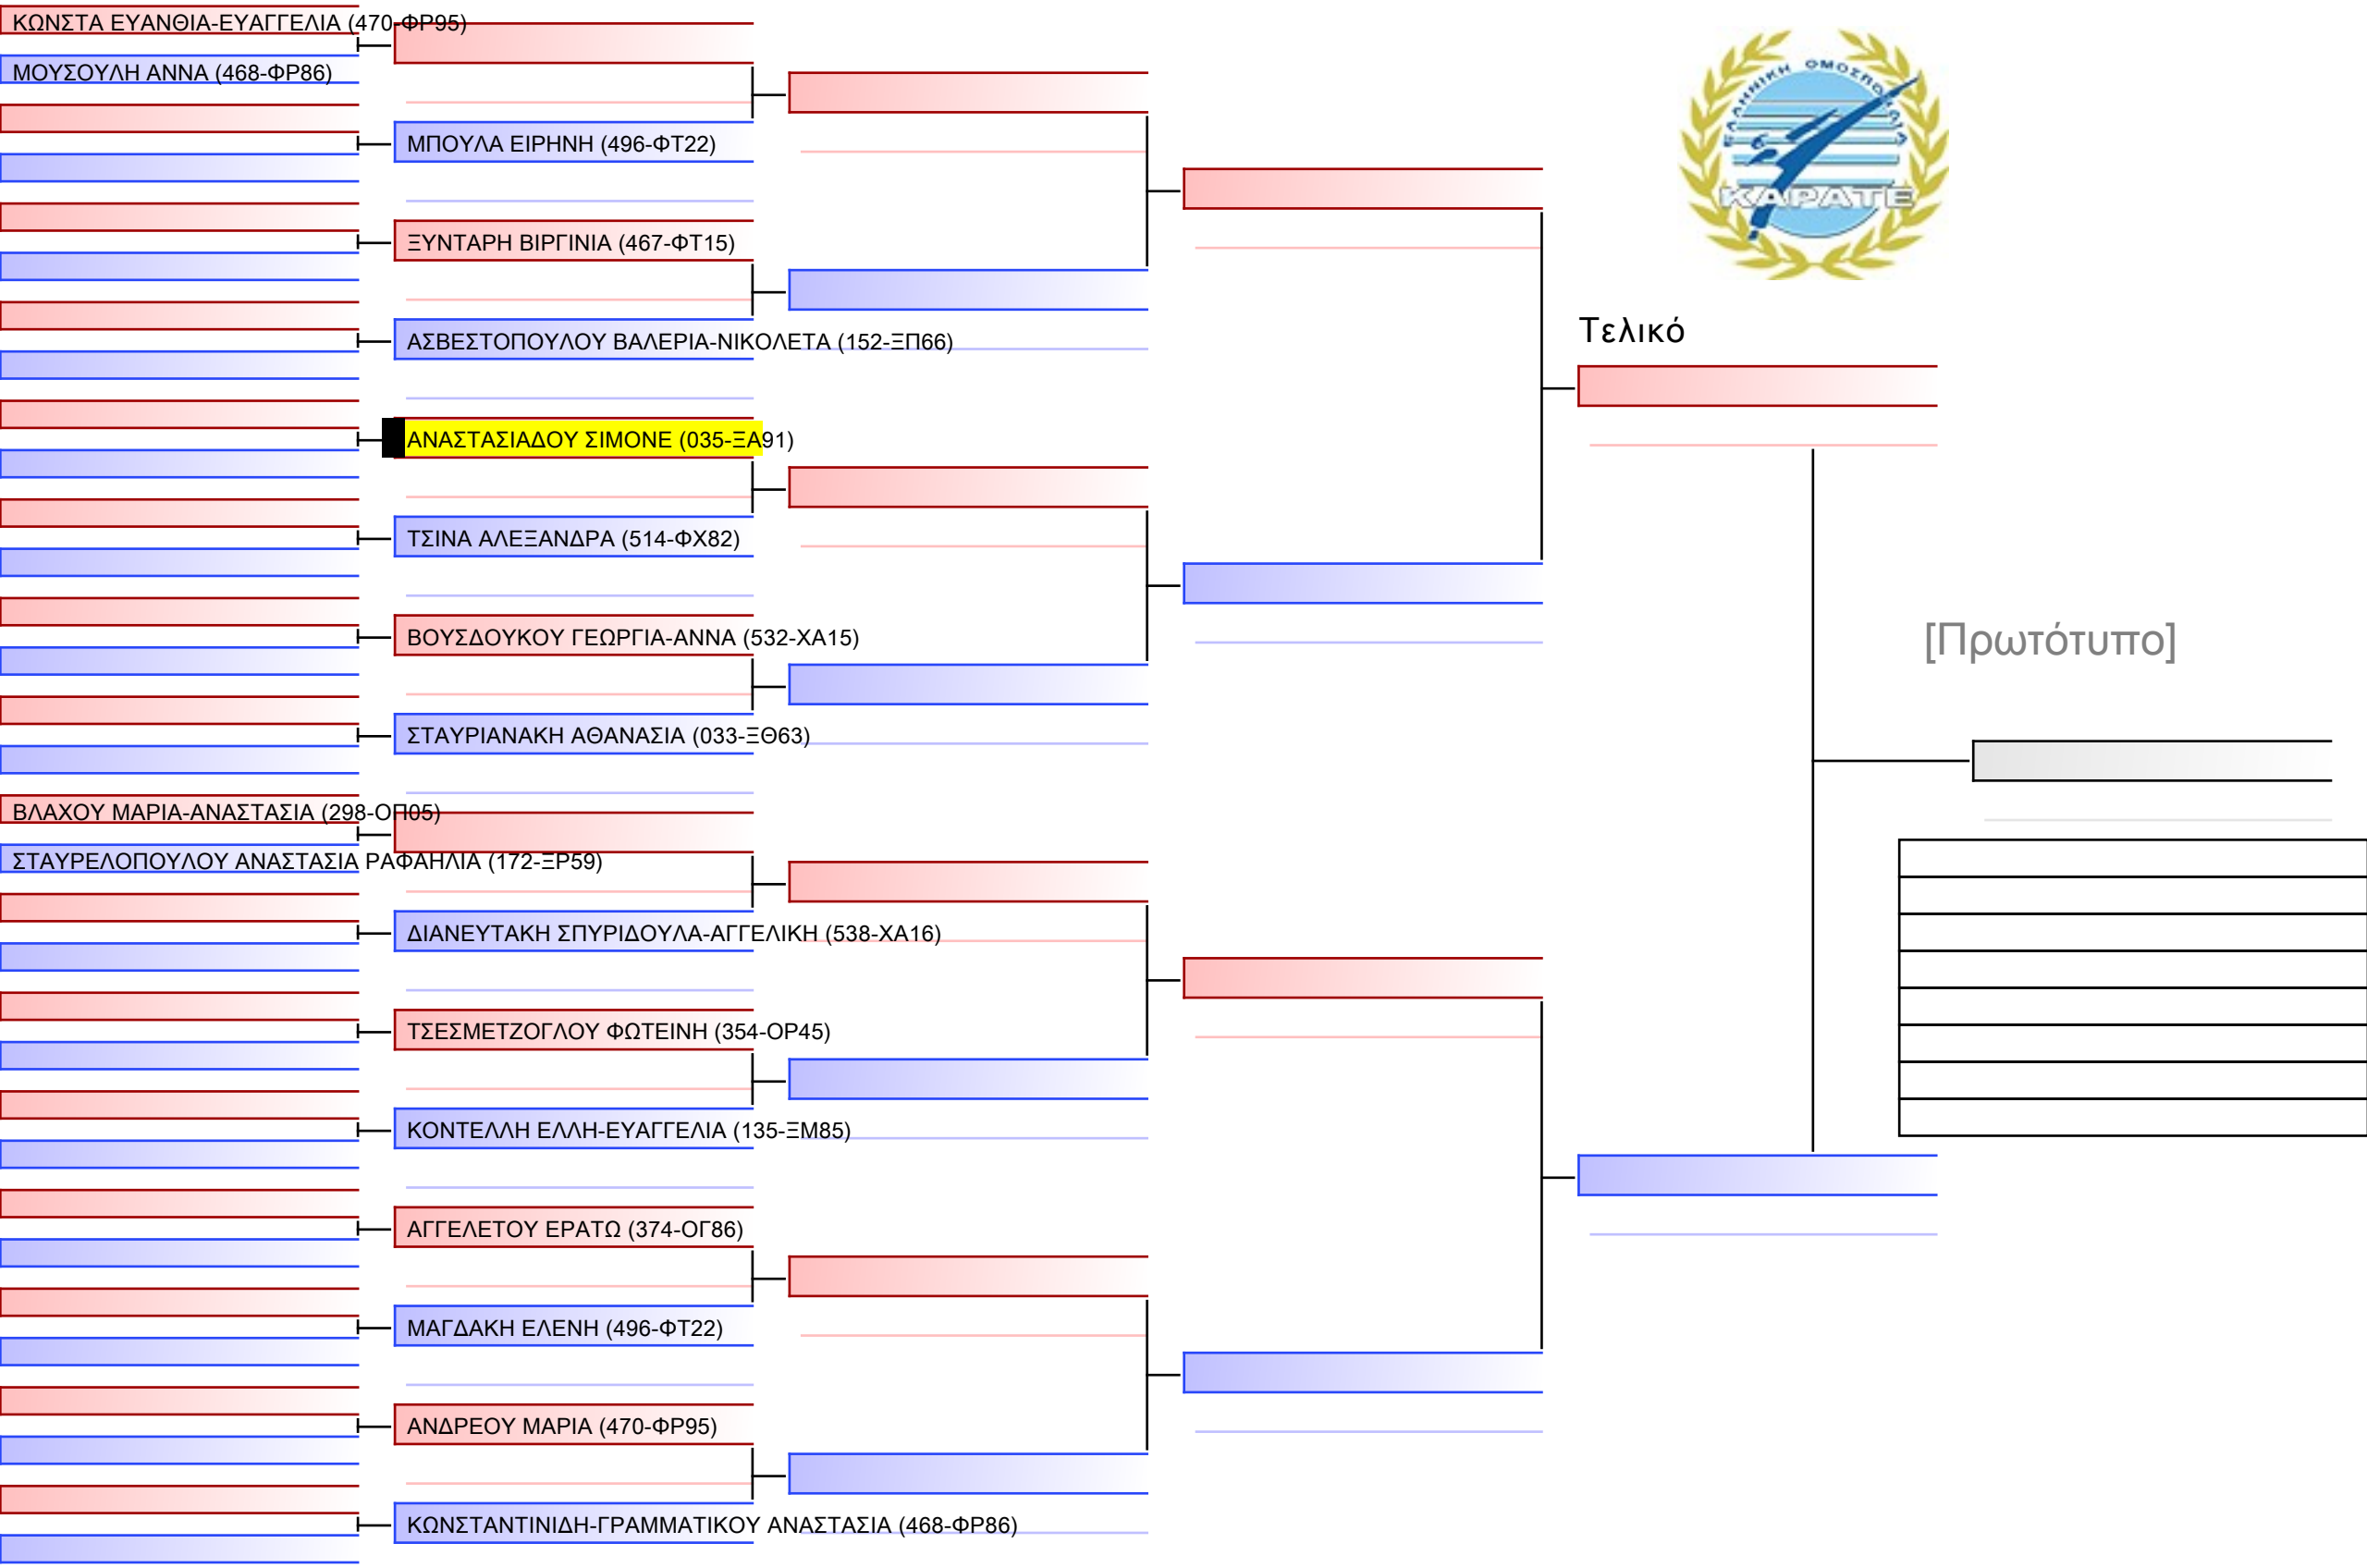 ΚΩΝΣΤΑ ΕΥΑΝΘΙΑ-ΕΥΑΓΓΕΛΙΑ (470-ΦΡ95)
ΜΟΥΣΟΥΛΗ ΑΝΝΑ (468-ΦΡ86)
ΜΠΟΥΛΑ ΕΙΡΗΝΗ (496-ΦΤ22)
ΞΥΝΤΑΡΗ ΒΙΡΓΙΝΙΑ (467-ΦΤ15)
ΑΣΒΕΣΤΟΠΟΥΛΟΥ ΒΑΛΕΡΙΑ-ΝΙΚΟΛΕΤΑ (152-ΞΠ66)
ΑΝΑΣΤΑΣΙΑΔΟΥ ΣΙΜΟΝΕ (035-ΞΑ91)
ΤΣΙΝΑ ΑΛΕΞΑΝΔΡΑ (514-ΦΧ82)
ΒΟΥΣΔΟΥΚΟΥ ΓΕΩΡΓΙΑ-ΑΝΝΑ (532-ΧΑ15)
ΣΤΑΥΡΙΑΝΑΚΗ ΑΘΑΝΑΣΙΑ (033-ΞΘ63)
ΒΛΑΧΟΥ ΜΑΡΙΑ-ΑΝΑΣΤΑΣΙΑ (298-ΟΠ05)
ΣΤΑΥΡΕΛΟΠΟΥΛΟΥ ΑΝΑΣΤΑΣΙΑ ΡΑΦΑΗΛΙΑ (172-ΞΡ59)
ΔΙΑΝΕΥΤΑΚΗ ΣΠΥΡΙΔΟΥΛΑ-ΑΓΓΕΛΙΚΗ (538-ΧΑ16)
ΤΣΕΣΜΕΤΖΟΓΛΟΥ ΦΩΤΕΙΝΗ (354-ΟΡ45)
ΚΟΝΤΕΛΛΗ ΕΛΛΗ-ΕΥΑΓΓΕΛΙΑ (135-ΞΜ85)
ΑΓΓΕΛΕΤΟΥ ΕΡΑΤΩ (374-ΟΓ86)
ΜΑΓΔΑΚΗ ΕΛΕΝΗ (496-ΦΤ22)
ΑΝΔΡΕΟΥ ΜΑΡΙΑ (470-ΦΡ95)
ΚΩΝΣΤΑΝΤΙΝΙΔΗ-ΓΡΑΜΜΑΤΙΚΟΥ ΑΝΑΣΤΑΣΙΑ (468-ΦΡ86)
ΕΛΛΗΝΙΚΗ ΟΜΟΣΠΟΝΔΙΑ
ΚΑΡΑΤΕ
Τελικό
[Πρωτότυπο]